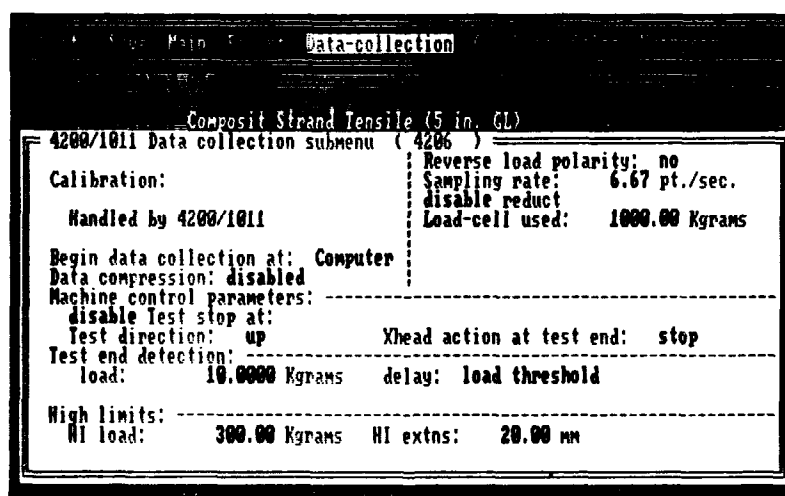 Main Data-collection
Composit Strand Tensile (5 in. GL)
4200/1011 Data collection submenu ( 4206 )
Reverse load polarity: no
Calibration: Sampling rate: 6.67 pt./sec.
disable reduct
Handled by 4200/1011 Load-cell used: 1000.00 Kgrams
Begin data collection at: Computer
Data compression: disabled
Machine control parameters:
disable Test stop at:
Test direction: up Xhead action at test end: stop
Test end detection:
load: 10.0000 Kgrams delay: load threshold
High limits:
HI load: 300.00 Kgrams HI extns: 20.00 mm